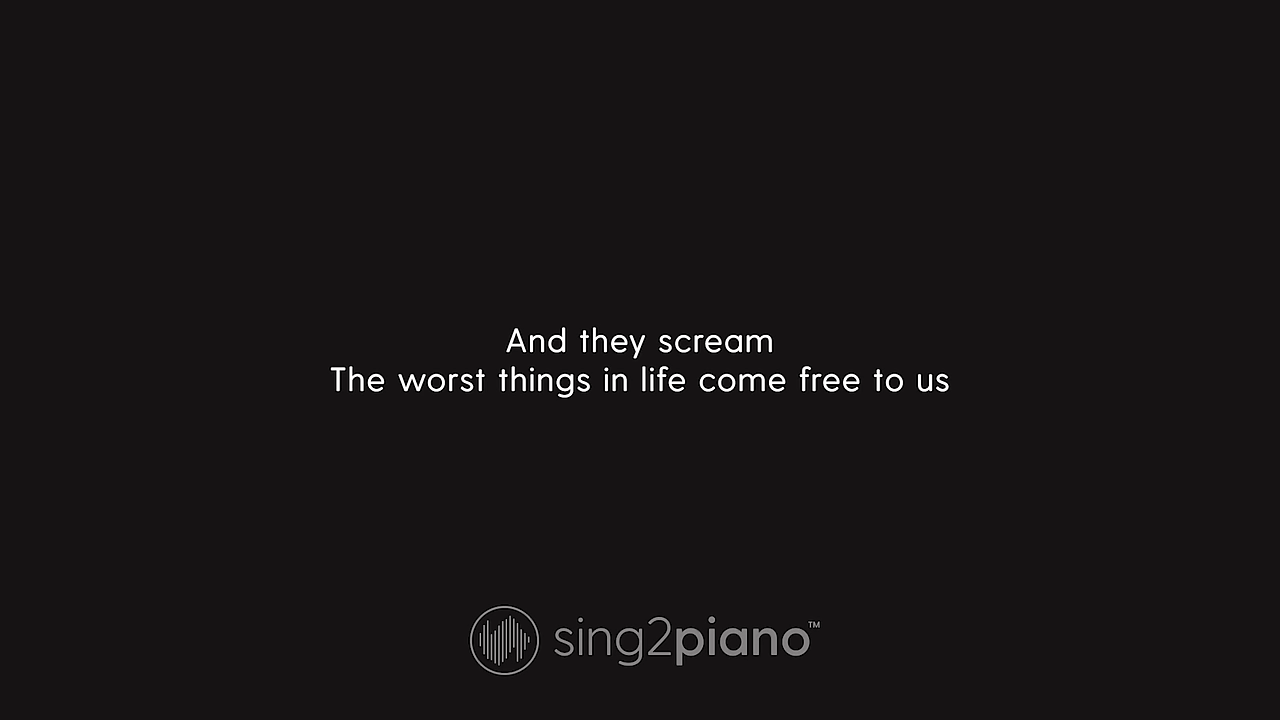 And they scream
The worst things in life come free to us
sing2piano™